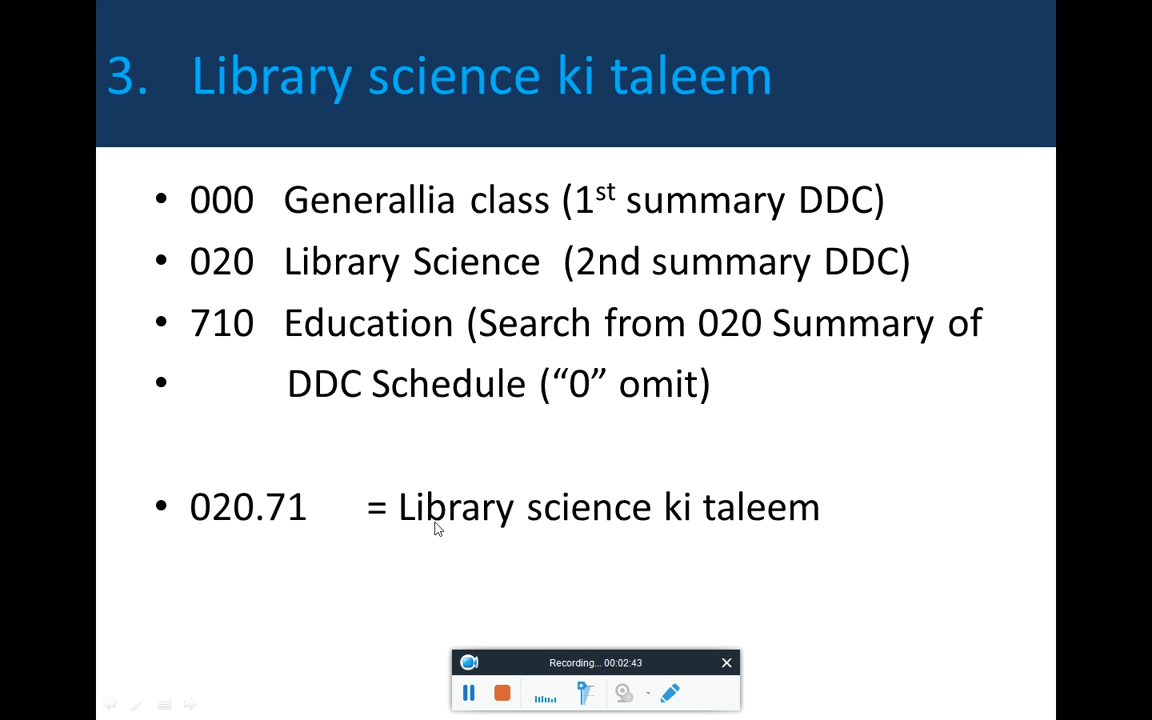 3. Library science ki taleem
• 000 Generallia class (1st summary DDC)
• 020 Library Science (2nd summary DDC)
• 710 Education (Search from 020 Summary of
• DDC Schedule (“0” omit)
• 020.71 = Library science ki taleem
Recording... 00:02:43